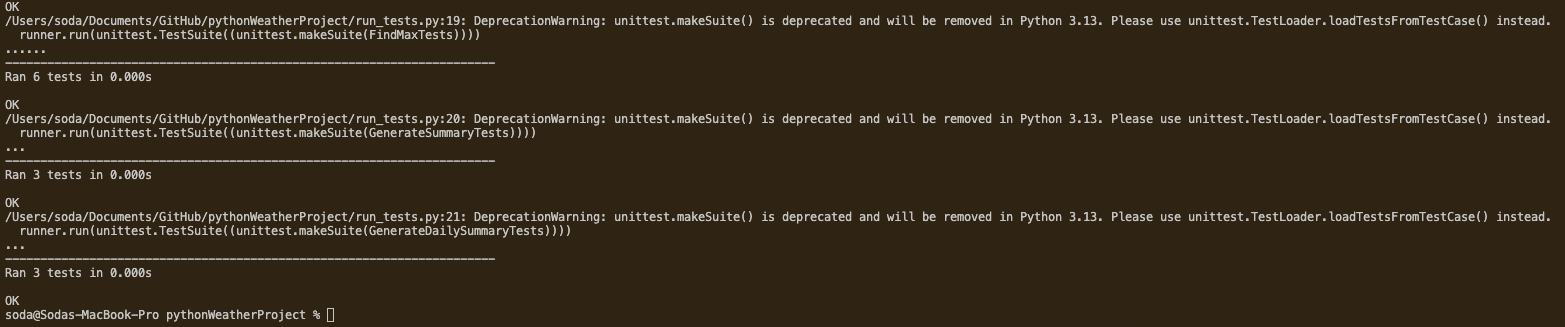 OK
/Users/soda/Documents/GitHub/pythonWeatherProject/run_tests.py:19: DeprecationWarning: unittest.makeSuite() is deprecated and will be removed in Python 3.13. Please use unittest.TestLoader.loadTestsFromTestCase() instead.
  runner.run(unittest.TestSuite((unittest.makeSuite(FindMaxTests))))
......
----------------------------------------------------------------------
Ran 6 tests in 0.000s

OK
/Users/soda/Documents/GitHub/pythonWeatherProject/run_tests.py:20: DeprecationWarning: unittest.makeSuite() is deprecated and will be removed in Python 3.13. Please use unittest.TestLoader.loadTestsFromTestCase() instead.
  runner.run(unittest.TestSuite((unittest.makeSuite(GenerateSummaryTests))))
...
----------------------------------------------------------------------
Ran 3 tests in 0.000s

OK
/Users/soda/Documents/GitHub/pythonWeatherProject/run_tests.py:21: DeprecationWarning: unittest.makeSuite() is deprecated and will be removed in Python 3.13. Please use unittest.TestLoader.loadTestsFromTestCase() instead.
  runner.run(unittest.TestSuite((unittest.makeSuite(GenerateDailySummaryTests))))
...
----------------------------------------------------------------------
Ran 3 tests in 0.000s

OK
soda@Sodas-MacBook-Pro pythonWeatherProject %